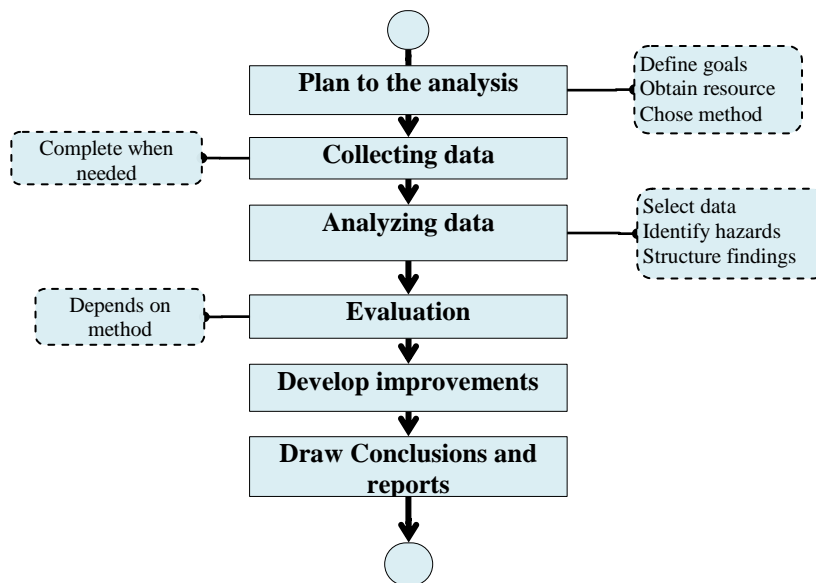 Plan to the analysis
Define goals
Obtain resource
Chose method
Complete when
needed
Collecting data
Analyzing data
Select data
Identify hazards
Structure findings
Depends on
method
Evaluation
Develop improvements
Draw Conclusions and
reports